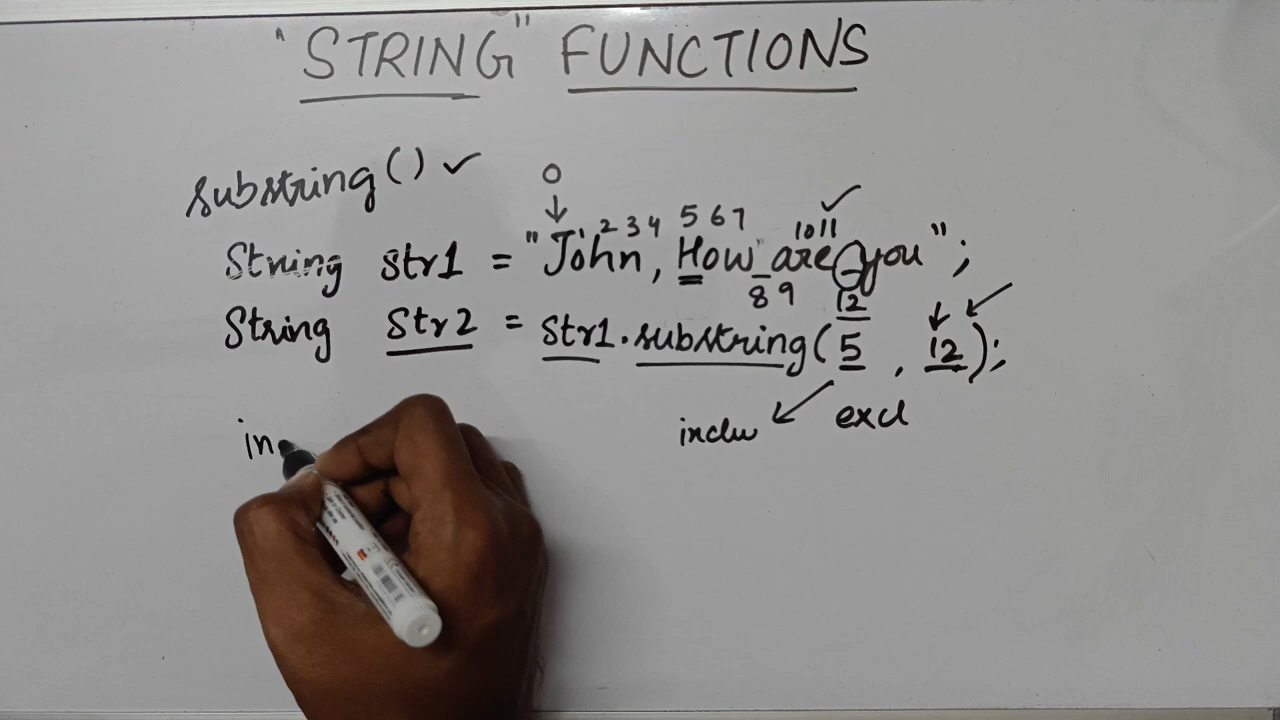 "STRING" FUNCTIONS
substring() ✓
0
↓ 1 2 3 4 5 6 7 10 11 ✓
String str1 = "John, How are you";
8 9 12
String Str2 = str1.substring(5, 12);
inclu excl
in